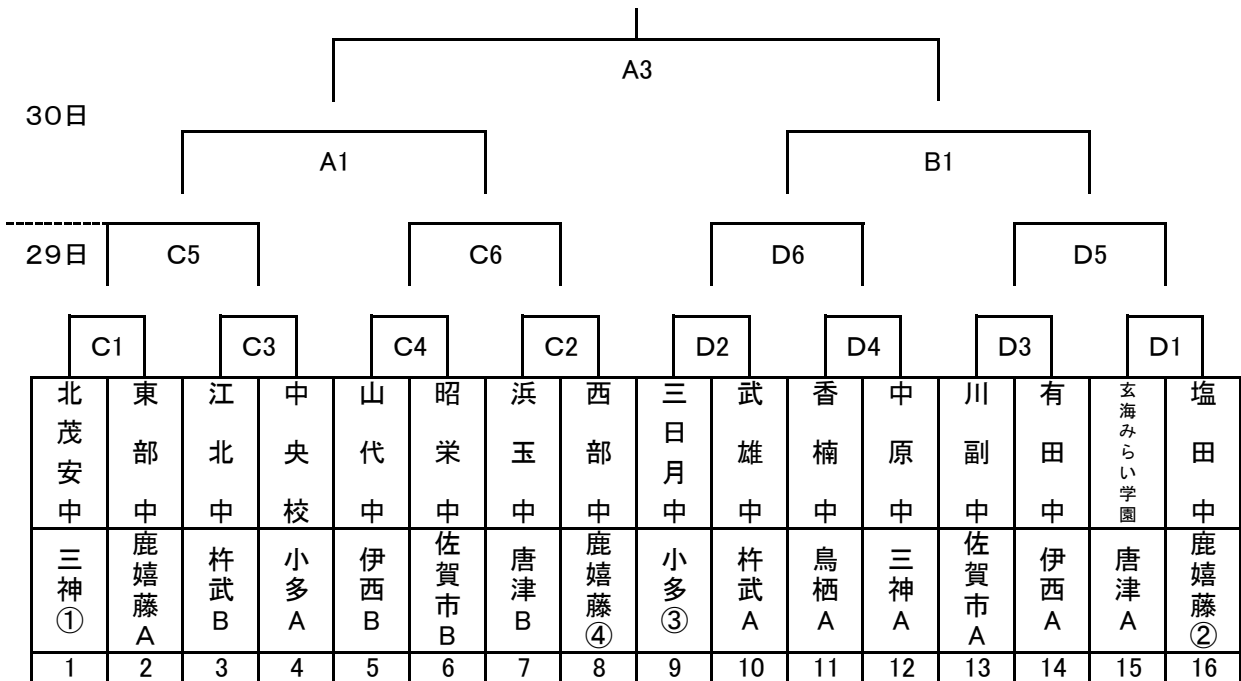 A3
30日
A1 B1
29日 C5 C6 D6 D5
C1 C3 C4 C2 D2 D4 D3 D1
北茂安中 東部中 江北中 中央校 山代中 昭栄中 浜玉中 西部中 三日月中 武雄中 香楠中 中原中 川副中 有田中 玄海みらい学園 塩田中
三神① 鹿嬉藤A 杵武B 小多A 伊西B 佐賀市B 唐津B 鹿嬉藤④ 小多③ 杵武A 鳥栖A 三神A 佐賀市A 伊西A 唐津A 鹿嬉藤②
1 2 3 4 5 6 7 8 9 10 11 12 13 14 15 16